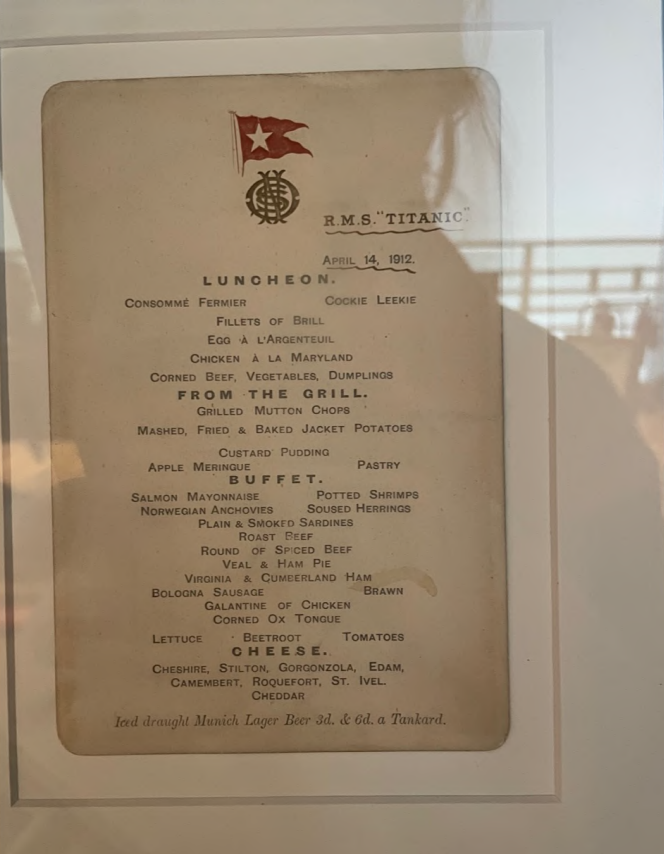 R.M.S. "TITANIC."
APRIL 14, 1912.
LUNCHEON.
CONSOMMÉ FERMIER COCKIE LEEKIE
FILLETS OF BRILL
EGG À L'ARGENTEUIL
CHICKEN À LA MARYLAND
CORNED BEEF, VEGETABLES, DUMPLINGS
FROM THE GRILL.
GRILLED MUTTON CHOPS
MASHED, FRIED & BAKED JACKET POTATOES
CUSTARD PUDDING
APPLE MERINGUE PASTRY
BUFFET.
SALMON MAYONNAISE POTTED SHRIMPS
NORWEGIAN ANCHOVIES SOUSED HERRINGS
PLAIN & SMOKED SARDINES
ROAST BEEF
ROUND OF SPICED BEEF
VEAL & HAM PIE
VIRGINIA & CUMBERLAND HAM
BOLOGNA SAUSAGE BRAWN
GALANTINE OF CHICKEN
CORNED OX TONGUE
LETTUCE BEETROOT TOMATOES
CHEESE.
CHESHIRE, STILTON, GORGONZOLA, EDAM,
CAMEMBERT, ROQUEFORT, ST. IVEL.
CHEDDAR
Iced draught Munich Lager Beer 3d. & 6d. a Tankard.